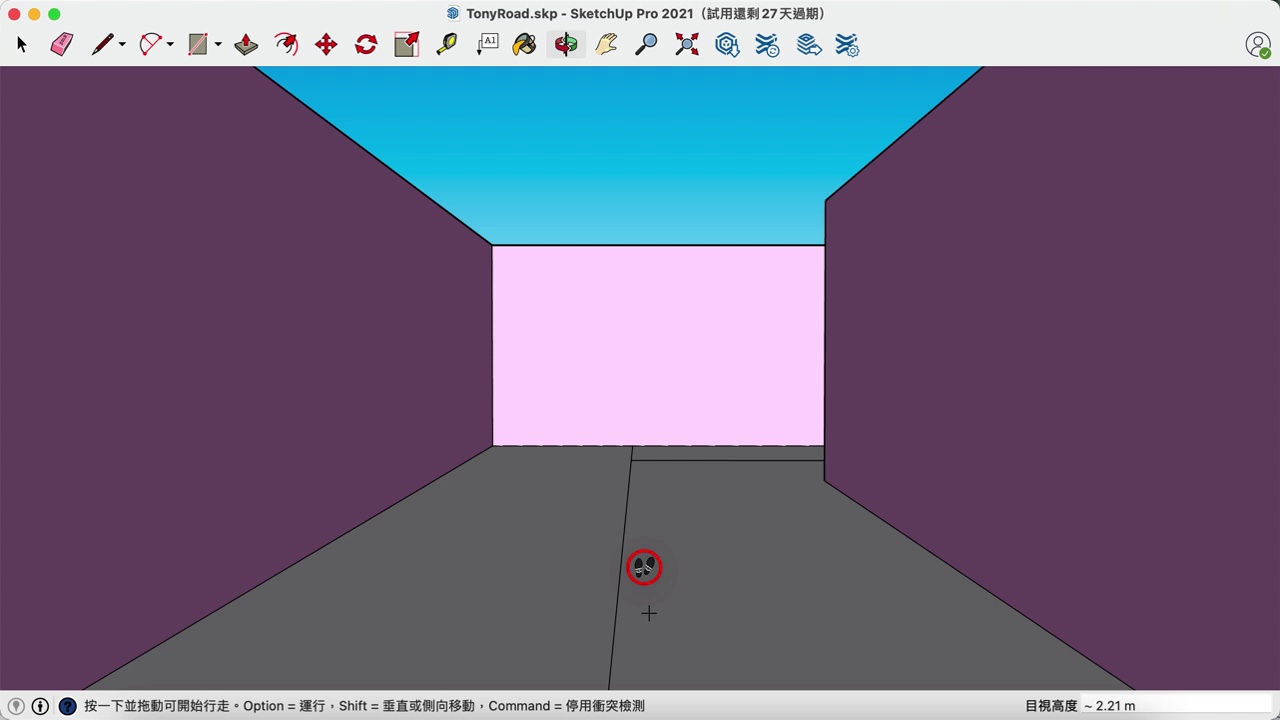 TonyRoad.skp - SketchUp Pro 2021（試用還剩 27 天過期）
A1
按一下並拖動可開始行走。Option = 運行，Shift = 垂直或側向移動，Command = 停用衝突檢測
目視高度 ~ 2.21 m